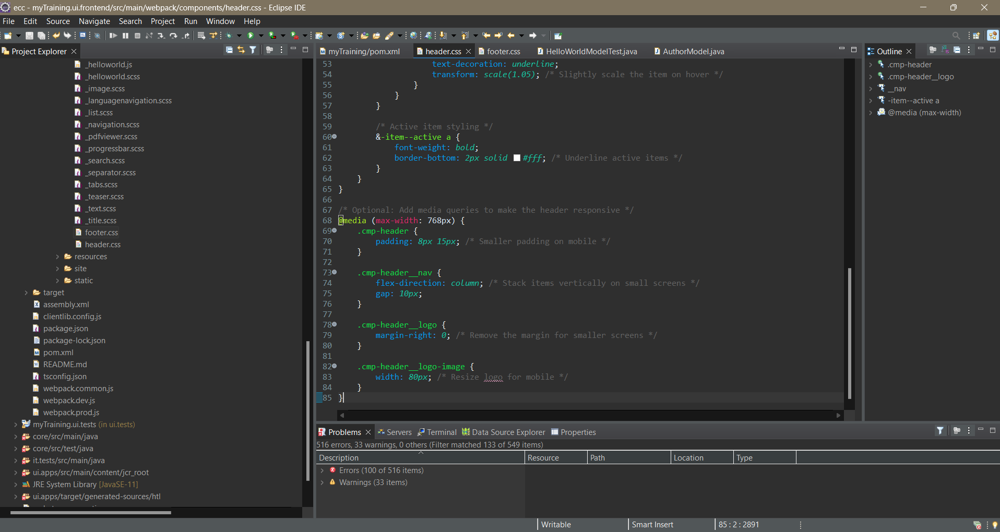 ecc - myTraining.ui.frontend/src/main/webpack/components/header.css - Eclipse IDE
File Edit Source Navigate Search Project Run Window Help
Project Explorer
_helloworld.js
_helloworld.scss
_image.scss
_languagenavigation.scss
_list.scss
_navigation.scss
_pdfviewer.scss
_progressbar.scss
_search.scss
_separator.scss
_tabs.scss
_teaser.scss
_text.scss
_title.scss
footer.css
header.css
resources
site
static
target
assembly.xml
clientlib.config.js
package.json
package-lock.json
pom.xml
README.md
tsconfig.json
webpack.common.js
webpack.dev.js
webpack.prod.js
myTraining.ui.tests (in ui.tests)
core/src/main/java
core/src/test/java
it.tests/src/main/java
ui.apps/src/main/content/jcr_root
JRE System Library [JavaSE-11]
ui.apps/target/generated-sources/htl
myTraining/pom.xml header.css footer.css HelloWorldModelTest.java AuthorModel.java
53 text-decoration: underline;
54 transform: scale(1.05); /* Slightly scale the item on hover */
55 }
56 }
57 }
58
59 /* Active item styling */
60 &-item--active a {
61 font-weight: bold;
62 border-bottom: 2px solid #fff; /* Underline active items */
63 }
64 }
65 }
66
67 /* Optional: Add media queries to make the header responsive */
68 @media (max-width: 768px) {
69 .cmp-header {
70 padding: 8px 15px; /* Smaller padding on mobile */
71 }
72
73 .cmp-header__nav {
74 flex-direction: column; /* Stack items vertically on small screens */
75 gap: 10px;
76 }
77
78 .cmp-header__logo {
79 margin-right: 0; /* Remove the margin for smaller screens */
80 }
81
82 .cmp-header__logo-image {
83 width: 80px; /* Resize logo for mobile */
84 }
85 }
Outline
.cmp-header
.cmp-header__logo
__nav
-item--active a
@media (max-width)
Problems Servers Terminal Data Source Explorer Properties
516 errors, 33 warnings, 0 others (Filter matched 133 of 549 items)
Description Resource Path Location Type
Errors (100 of 516 items)
Warnings (33 items)
Writable Smart Insert 85 : 2 : 2891